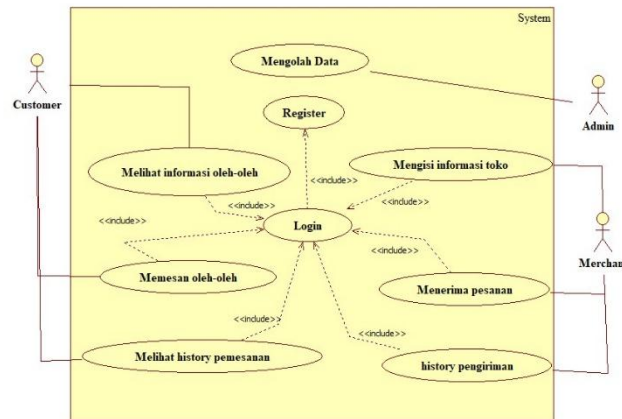 System
Mengolah Data
Customer
Register
Admin
Melihat informasi oleh-oleh
Mengisi informasi toko
<<include>>
<<include>>
<<include>>
<<include>>
Login
<<include>>
Memesan oleh-oleh
Menerima pesanan
Merchan
<<include>>
<<include>>
Melihat history pemesanan
history pengiriman